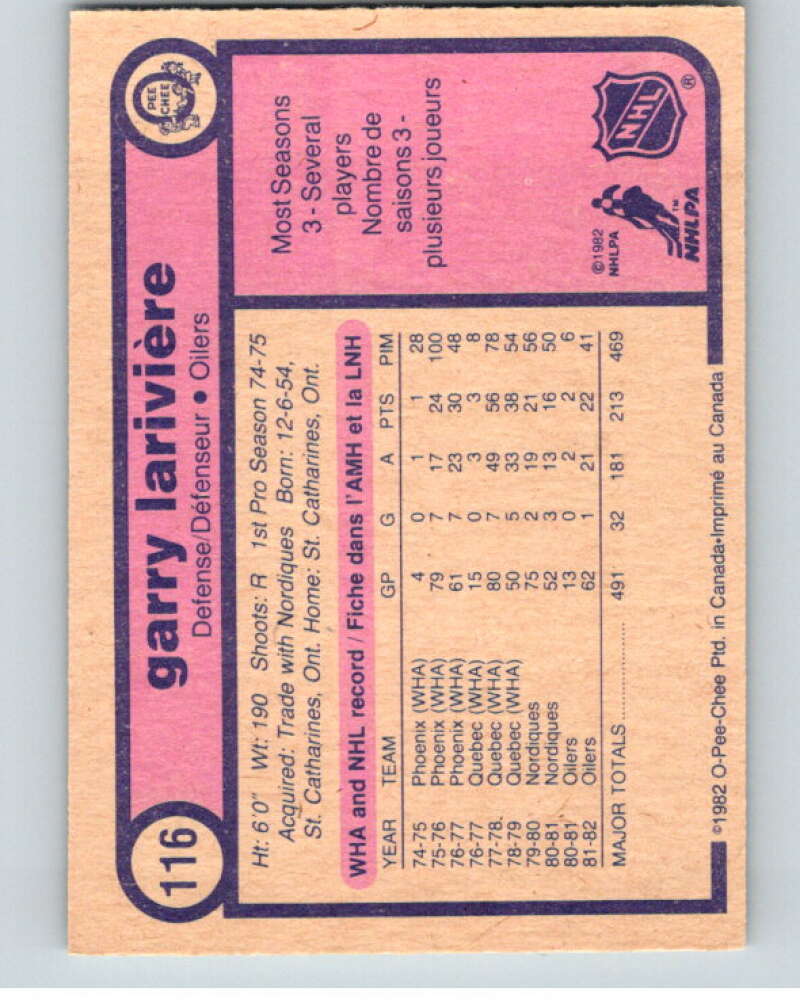 116
garry larivière
Defense/Défenseur • Oilers
O PEE CHEE
Ht: 6'0" Wt: 190 Shoots: R 1st Pro Season 74-75
Acquired: Trade with Nordiques Born: 12-6-54,
St. Catharines, Ont. Home: St. Catharines, Ont.
WHA and NHL record / Fiche dans l'AMH et la LNH
YEAR TEAM GP G A PTS PIM
74-75 Phoenix (WHA) 4 0 1 1 28
75-76 Phoenix (WHA) 79 7 17 24 100
76-77 Phoenix (WHA) 61 7 23 30 48
76-77 Quebec (WHA) 15 0 3 3 8
77-78. Quebec (WHA) 80 7 49 56 78
78-79 Quebec (WHA) 50 5 33 38 54
79-80 Nordiques 75 2 19 21 56
80-81 Nordiques 52 3 13 16 50
80-81 Oilers 13 0 2 2 6
81-82 Oilers 62 1 21 22 41
MAJOR TOTALS .................. 491 32 181 213 469
©1982 O-Pee-Chee Ptd. in Canada•Imprimé au Canada
Most Seasons
3 - Several
players
Nombre de
saisons 3 -
plusieurs joueurs
©1982
NHLPA
NHLPA
TM
NHL
®